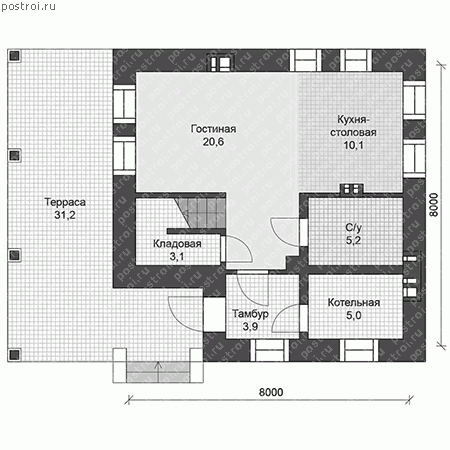 postroi.ru
Гостиная
20,6
Кухня-
столовая
10,1
Терраса
31,2
Кладовая
3,1
С/у
5,2
Тамбур
3,9
Котельная
5,0
8000
8000